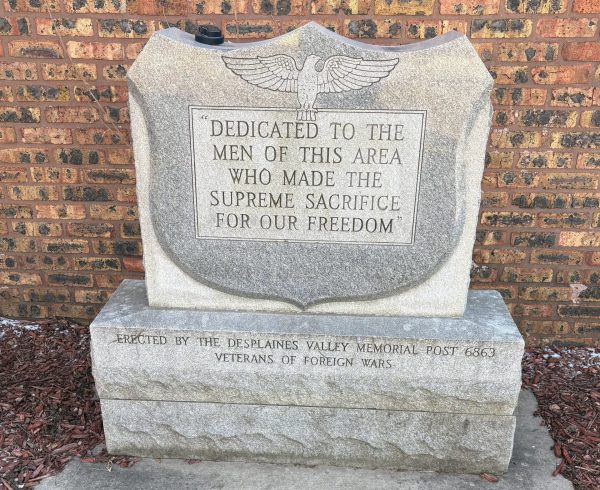 "DEDICATED TO THE
MEN OF THIS AREA
WHO MADE THE
SUPREME SACRIFICE
FOR OUR FREEDOM"
ERECTED BY THE DESPLAINES VALLEY MEMORIAL POST 6863
VETERANS OF FOREIGN WARS